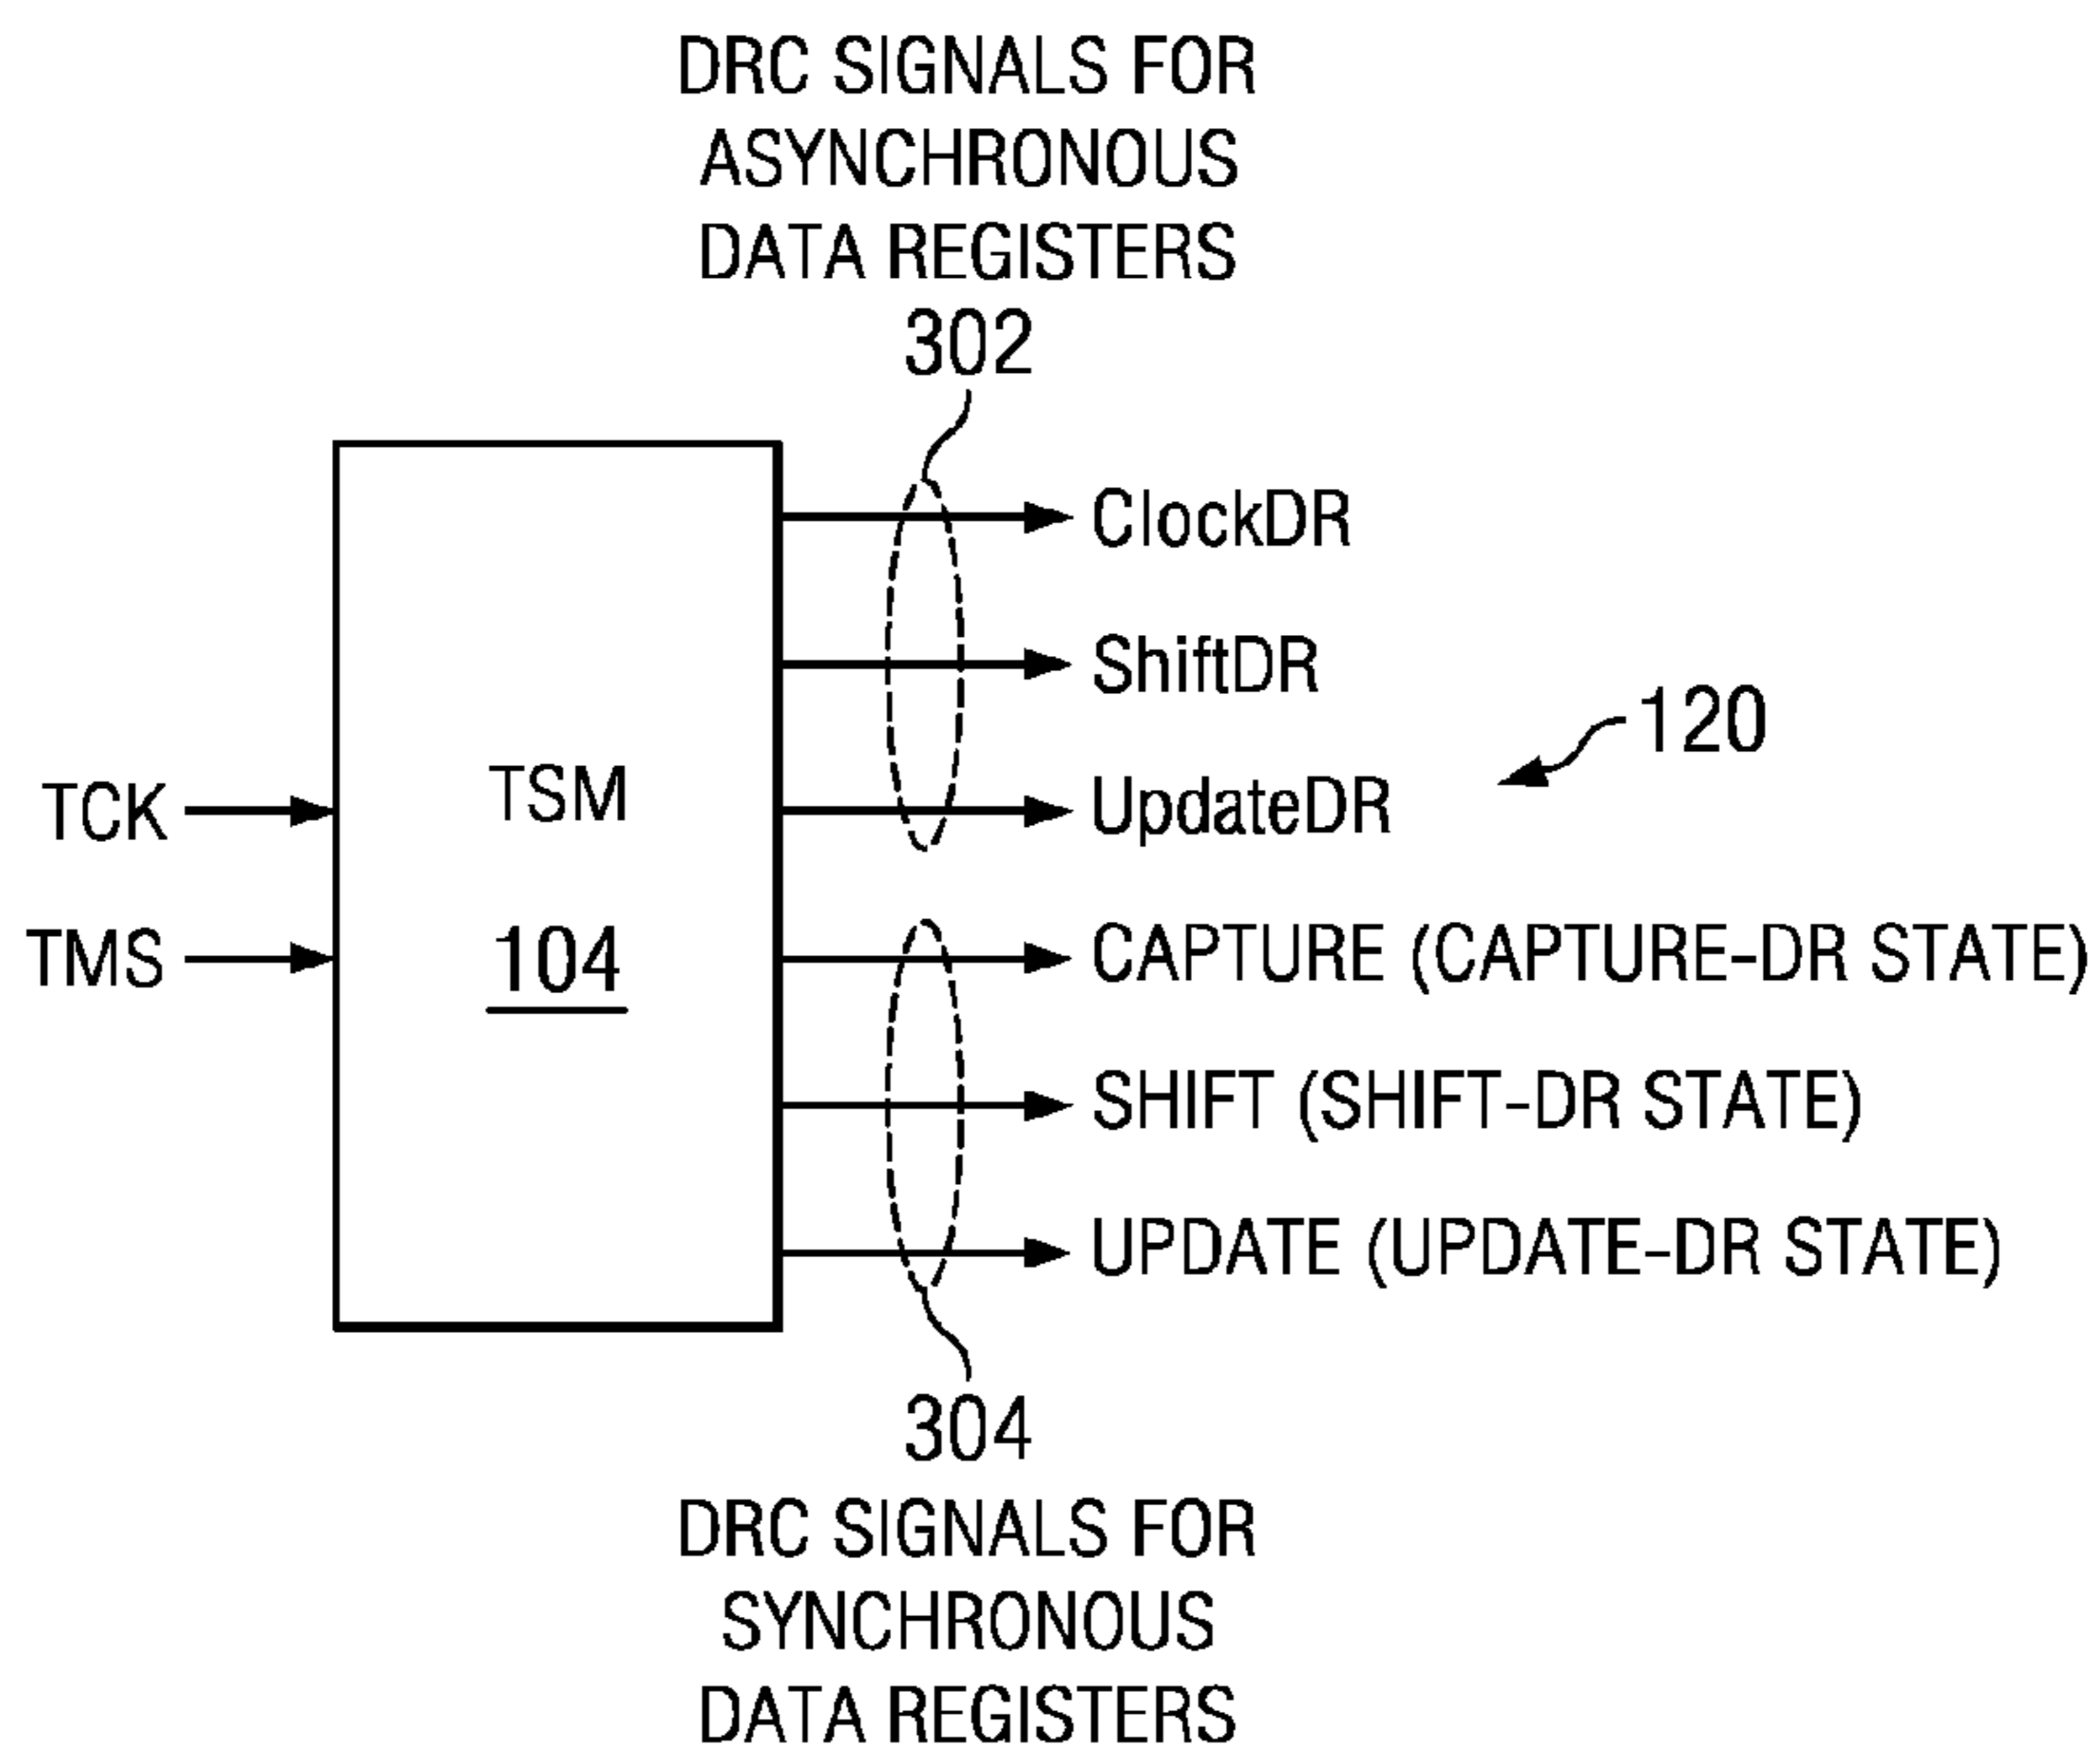 DRC SIGNALS FOR
ASYNCHRONOUS
DATA REGISTERS
302
ClockDR
ShiftDR
120
TSM
UpdateDR
TCK
104
CAPTURE (CAPTURE-DR STATE)
TMS
SHIFT (SHIFT-DR STATE)
UPDATE (UPDATE-DR STATE)
304
DRC SIGNALS FOR
SYNCHRONOUS
DATA REGISTERS